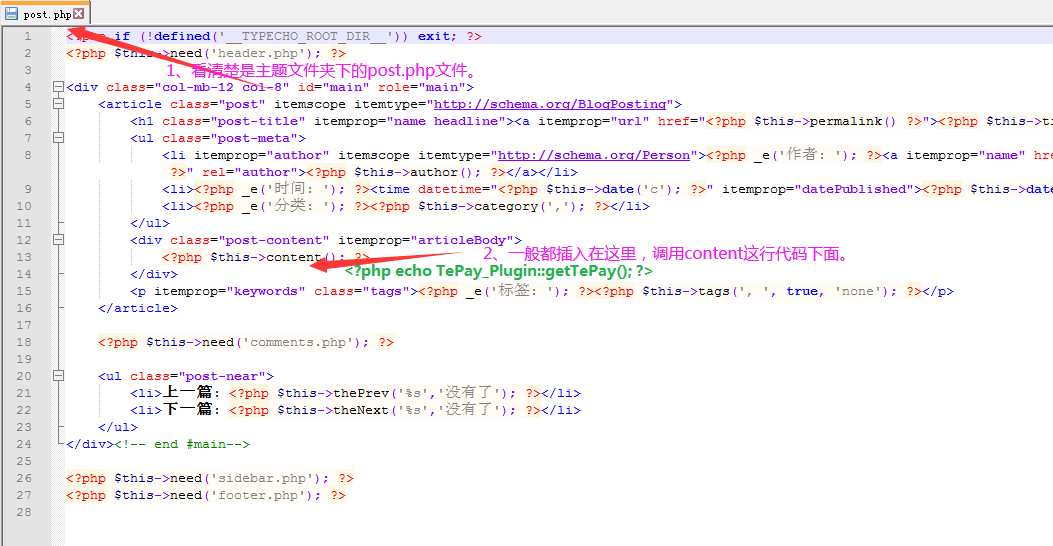 post.php
1 <?php if (!defined('__TYPECHO_ROOT_DIR__')) exit; ?>
2 <?php $this->need('header.php'); ?>
1、看清楚是主题文件夹下的post.php文件。
3
4 <div class="col-mb-12 col-8" id="main" role="main">
5 <article class="post" itemscope itemtype="http://schema.org/BlogPosting">
6 <h1 class="post-title" itemprop="name headline"><a itemprop="url" href="<?php $this->permalink() ?>"><?php $this->ti
7 <ul class="post-meta">
8 <li itemprop="author" itemscope itemtype="http://schema.org/Person"><?php _e('作者: '); ?><a itemprop="name" hre
?>" rel="author"><?php $this->author(); ?></a></li>
9 <li><?php _e('时间: '); ?><time datetime="<?php $this->date('c'); ?>" itemprop="datePublished"><?php $this->date
10 <li><?php _e('分类: '); ?><?php $this->category(','); ?></li>
11 </ul>
12 <div class="post-content" itemprop="articleBody">
2、一般都插入在这里，调用content这行代码下面。
13 <?php $this->content(); ?>
<?php echo TePay_Plugin::getTePay(); ?>
14 </div>
15 <p itemprop="keywords" class="tags"><?php _e('标签: '); ?><?php $this->tags(', ', true, 'none'); ?></p>
16 </article>
17
18 <?php $this->need('comments.php'); ?>
19
20 <ul class="post-near">
21 <li>上一篇: <?php $this->thePrev('%s','没有了'); ?></li>
22 <li>下一篇: <?php $this->theNext('%s','没有了'); ?></li>
23 </ul>
24 </div><!-- end #main-->
25
26 <?php $this->need('sidebar.php'); ?>
27 <?php $this->need('footer.php'); ?>
28